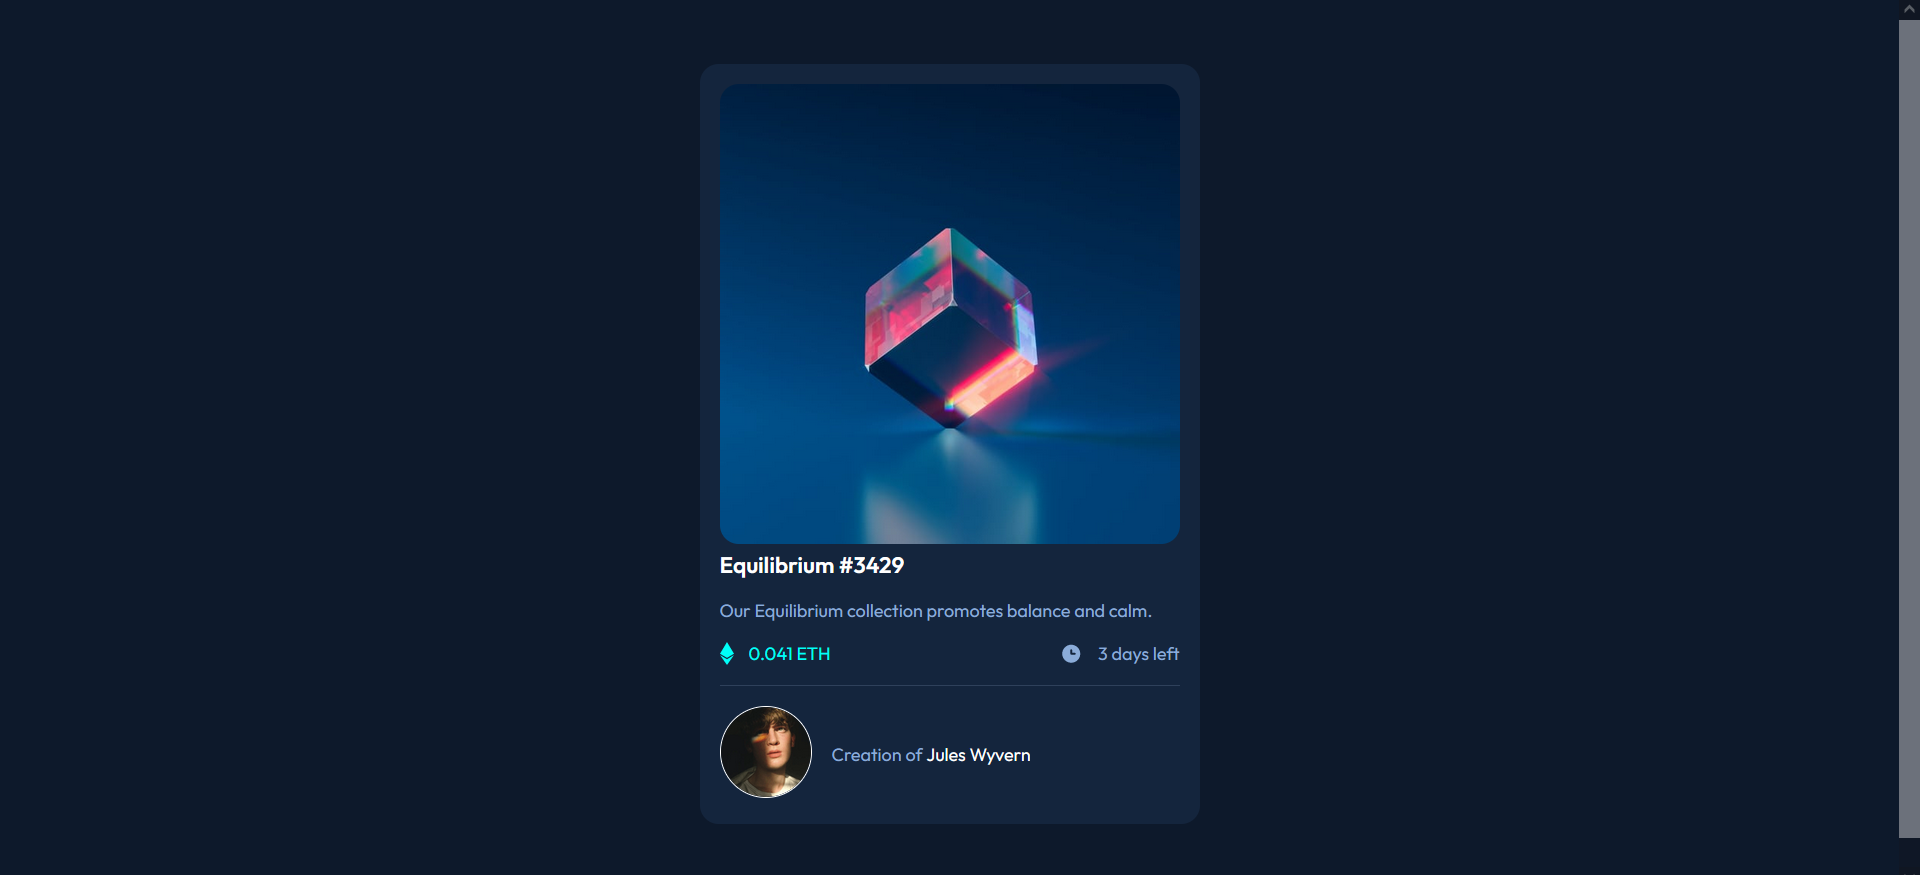 Equilibrium #3429
Our Equilibrium collection promotes balance and calm.
0.041 ETH
3 days left
Creation of Jules Wyvern